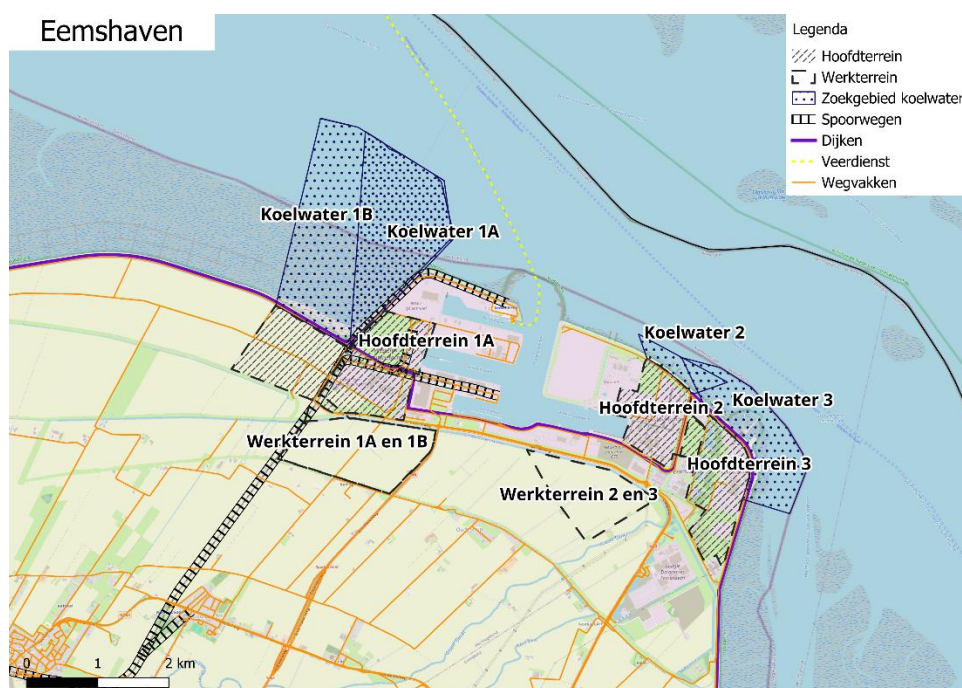 Eemshaven
Legenda
Hoofdterrein
Werkterrein
Zoekgebied koelwater
Spoorwegen
Dijken
Veerdienst
Wegvakken
Koelwater 1B
Koelwater 1A
Hoofdterrein 1A
Koelwater 2
Koelwater 3
Hoofdterrein 2
Hoofdterrein 3
Werkterrein 1A en 1B
Werkterrein 2 en 3
0 1 2 km